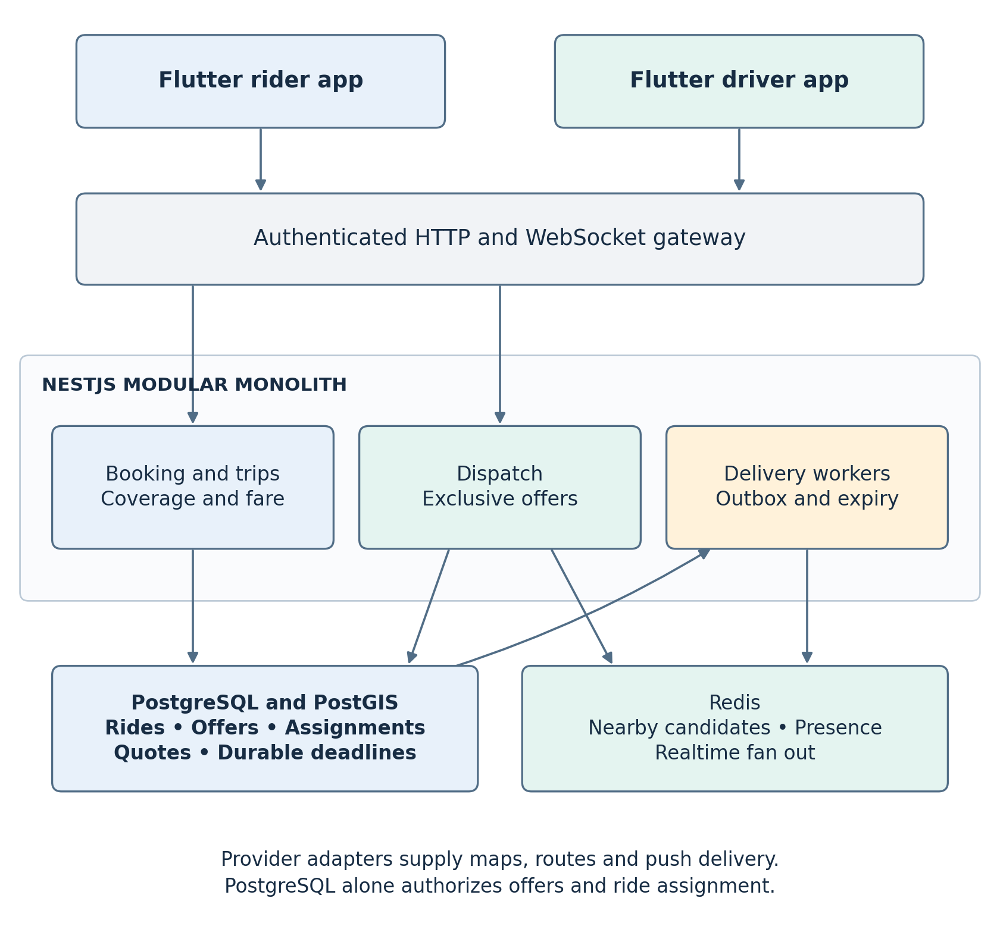 Flutter rider app
Flutter driver app
Authenticated HTTP and WebSocket gateway
NESTJS MODULAR MONOLITH
Booking and trips
Coverage and fare
Dispatch
Exclusive offers
Delivery workers
Outbox and expiry
PostgreSQL and PostGIS
Rides • Offers • Assignments
Quotes • Durable deadlines
Redis
Nearby candidates • Presence
Realtime fan out
Provider adapters supply maps, routes and push delivery.
PostgreSQL alone authorizes offers and ride assignment.